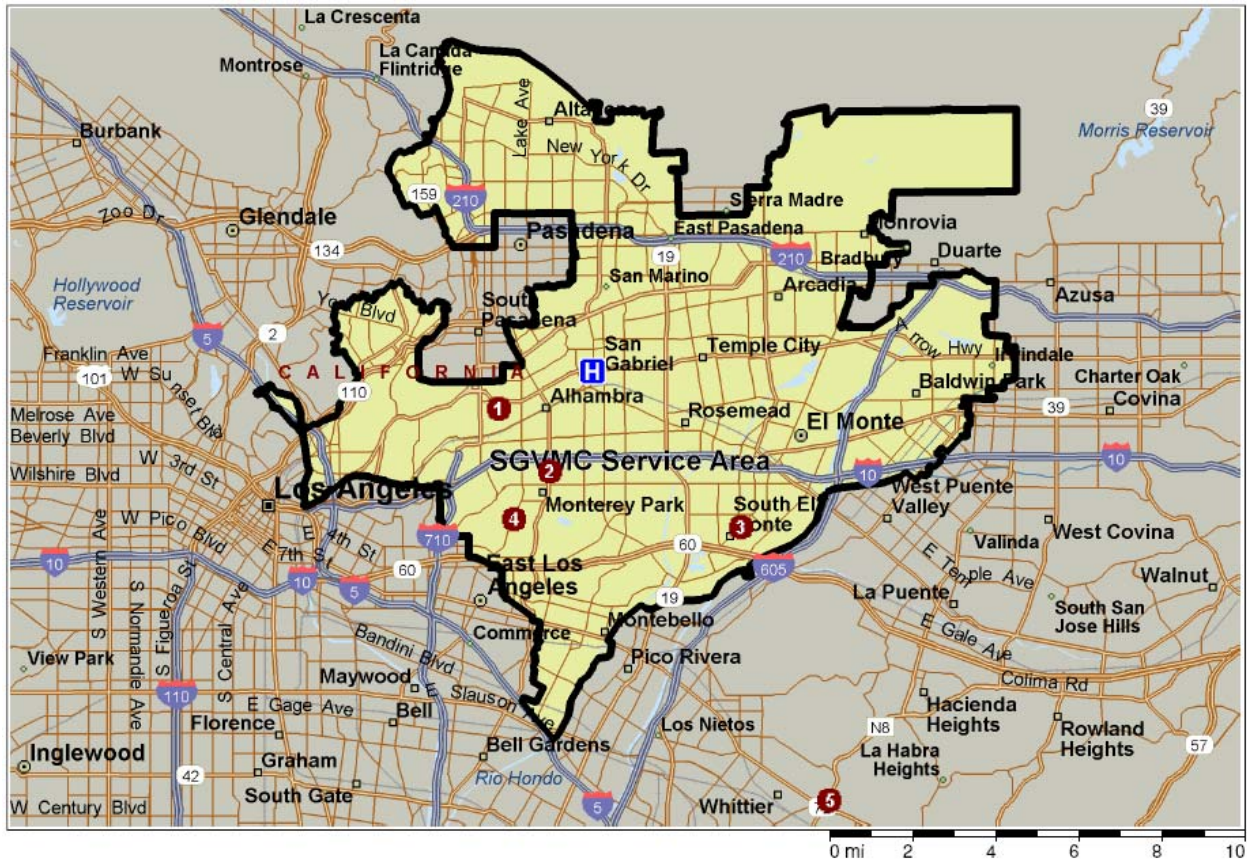 La Crescenta
La Canada
Flintridge
Montrose
Burbank
Lake Ave
Altadena
New York Dr
39
Morris Reservoir
Zoo Dr
Glendale
134
159
210
Sierra Madre
Pasadena
East Pasadena
Monrovia
Duarte
Bradbury
19
210
San Marino
Arcadia
Azusa
Hollywood
Reservoir
York Blvd
South
Pasadena
2
5
Franklin Ave
101
W Sunset Blvd
CALIFORNIA
110
San
Gabriel
H
Temple City
Arrow Hwy
Irwindale
Baldwin Park
Charter Oak
Covina
39
Melrose Ave
Beverly Blvd
1
Alhambra
Rosemead
El Monte
Wilshire Blvd
W 3rd St
SGVMC Service Area
2
10
10
Los Angeles
Monterey Park
West Puente
Valley
W Pico Blvd
E 7th St
E 4th St
4
South El
Monte
3
710
60
West Covina
Valinda
E Temple Ave
10
10
5
60
East Los
Angeles
605
Walnut
La Puente
S Western Ave
S Normandie Ave
S Figueroa St
S Central Ave
19
South San
Jose Hills
Commerce
Montebello
E Gale Ave
Bandini Blvd
View Park
Maywood
Pico Rivera
Colima Rd
110
E Gage Ave
Slauson Ave
E
Florence
Bell
Los Nietos
N8
Hacienda
Heights
Rowland
Heights
Inglewood
Graham
Bell Gardens
La Habra
Heights
57
42
Rio Hondo
South Gate
W Century Blvd
5
Whittier
5
0 mi 2 4 6 8 10